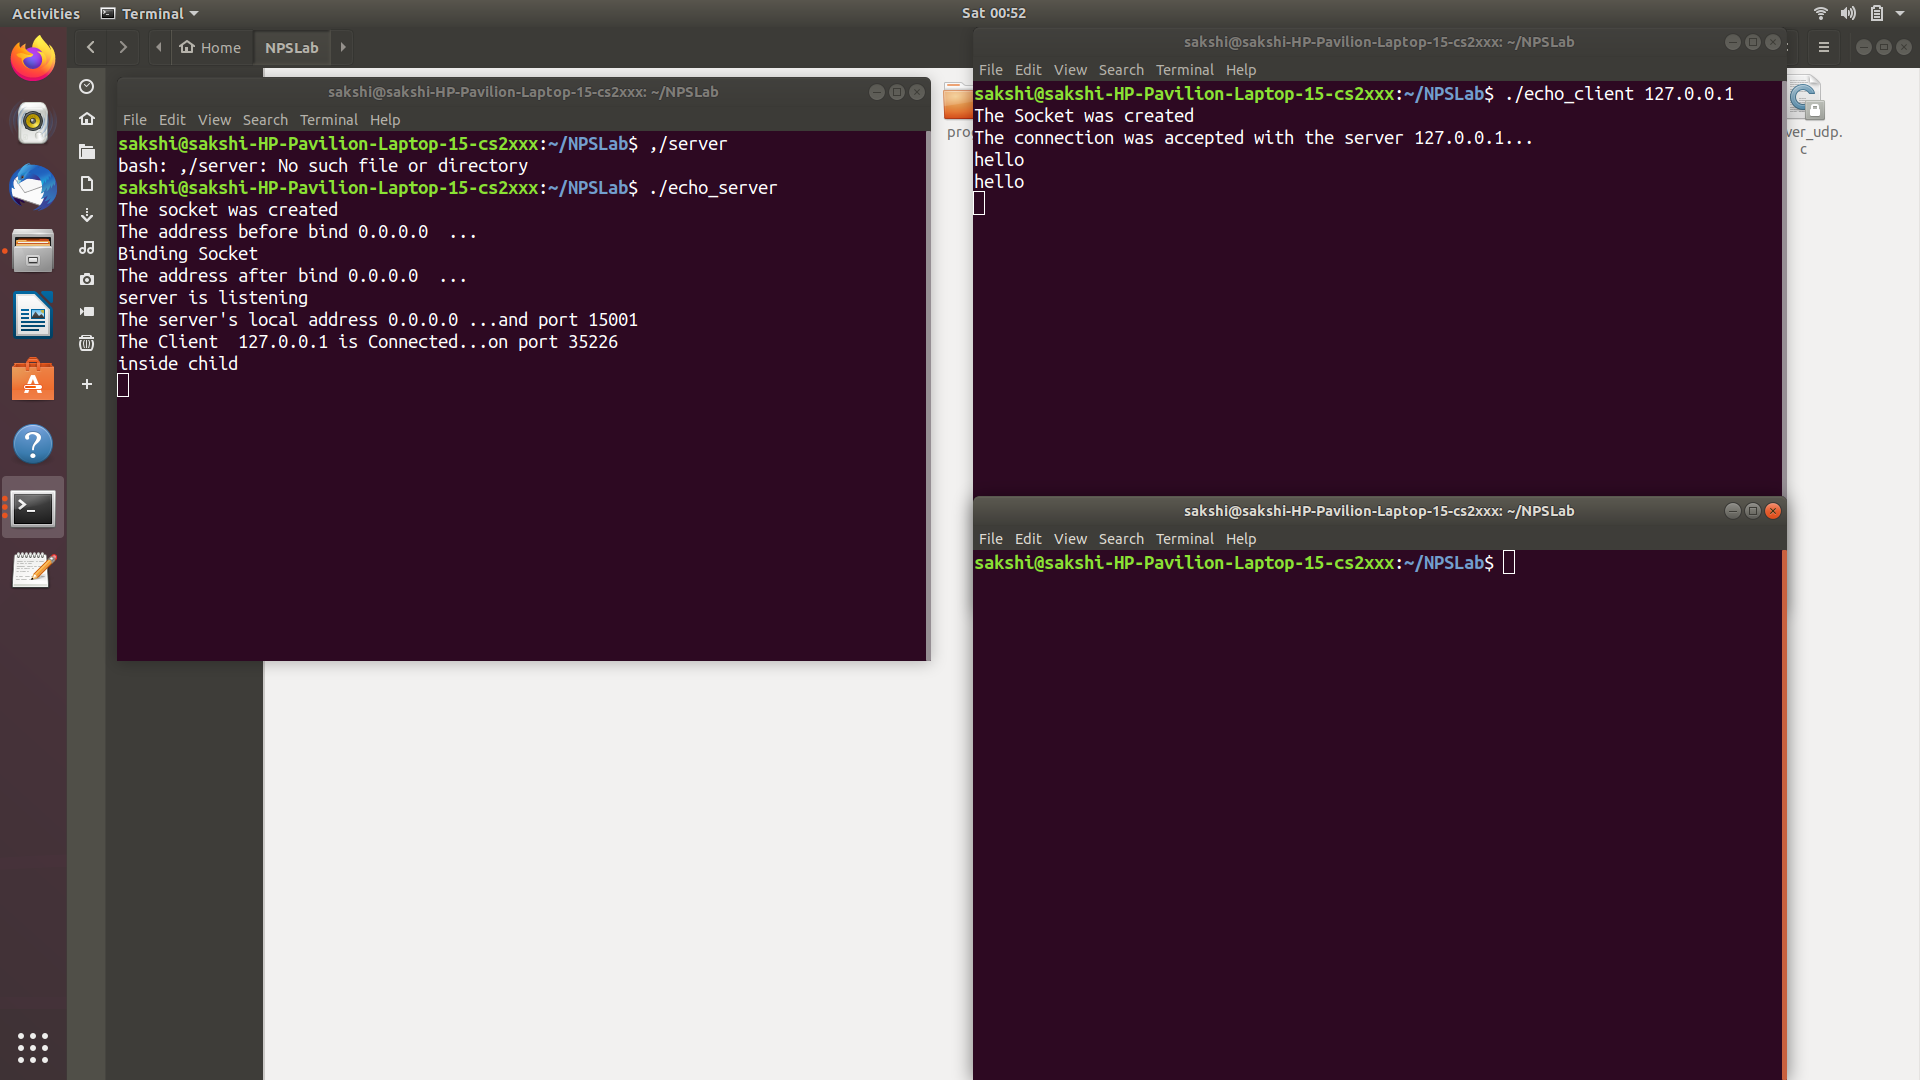 Activities Terminal Sat 00:52
Home NPSLab
sakshi@sakshi-HP-Pavilion-Laptop-15-cs2xxx: ~/NPSLab
File Edit View Search Terminal Help
sakshi@sakshi-HP-Pavilion-Laptop-15-cs2xxx:~/NPSLab$ ,/server
bash: ,/server: No such file or directory
sakshi@sakshi-HP-Pavilion-Laptop-15-cs2xxx:~/NPSLab$ ./echo_server
The socket was created
The address before bind 0.0.0.0  ...
Binding Socket
The address after bind 0.0.0.0  ...
server is listening
The server's local address 0.0.0.0 ...and port 15001
The Client  127.0.0.1 is Connected...on port 35226
inside child
pro
sakshi@sakshi-HP-Pavilion-Laptop-15-cs2xxx: ~/NPSLab
File Edit View Search Terminal Help
sakshi@sakshi-HP-Pavilion-Laptop-15-cs2xxx:~/NPSLab$ ./echo_client 127.0.0.1
The Socket was created
The connection was accepted with the server 127.0.0.1...
hello
hello
ver_udp.
c
sakshi@sakshi-HP-Pavilion-Laptop-15-cs2xxx: ~/NPSLab
File Edit View Search Terminal Help
sakshi@sakshi-HP-Pavilion-Laptop-15-cs2xxx:~/NPSLab$